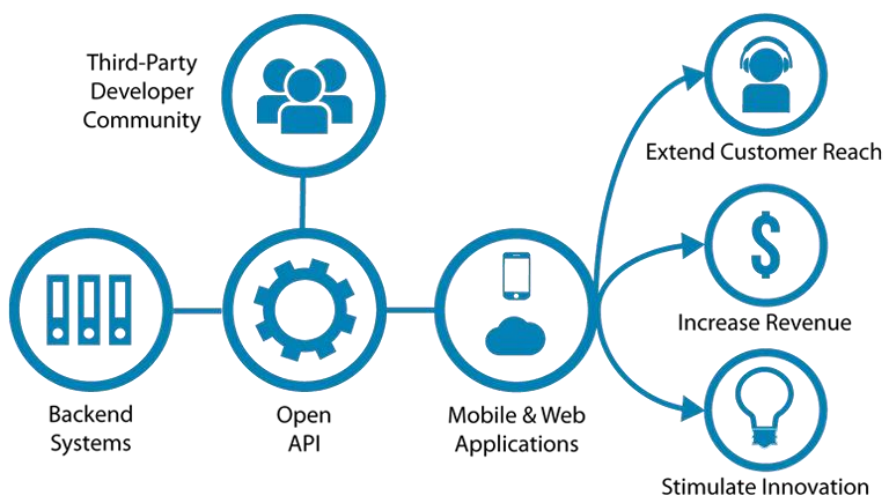 Third-Party
Developer
Community
Extend Customer Reach
$
Increase Revenue
Backend
Systems
Open
API
Mobile & Web
Applications
Stimulate Innovation